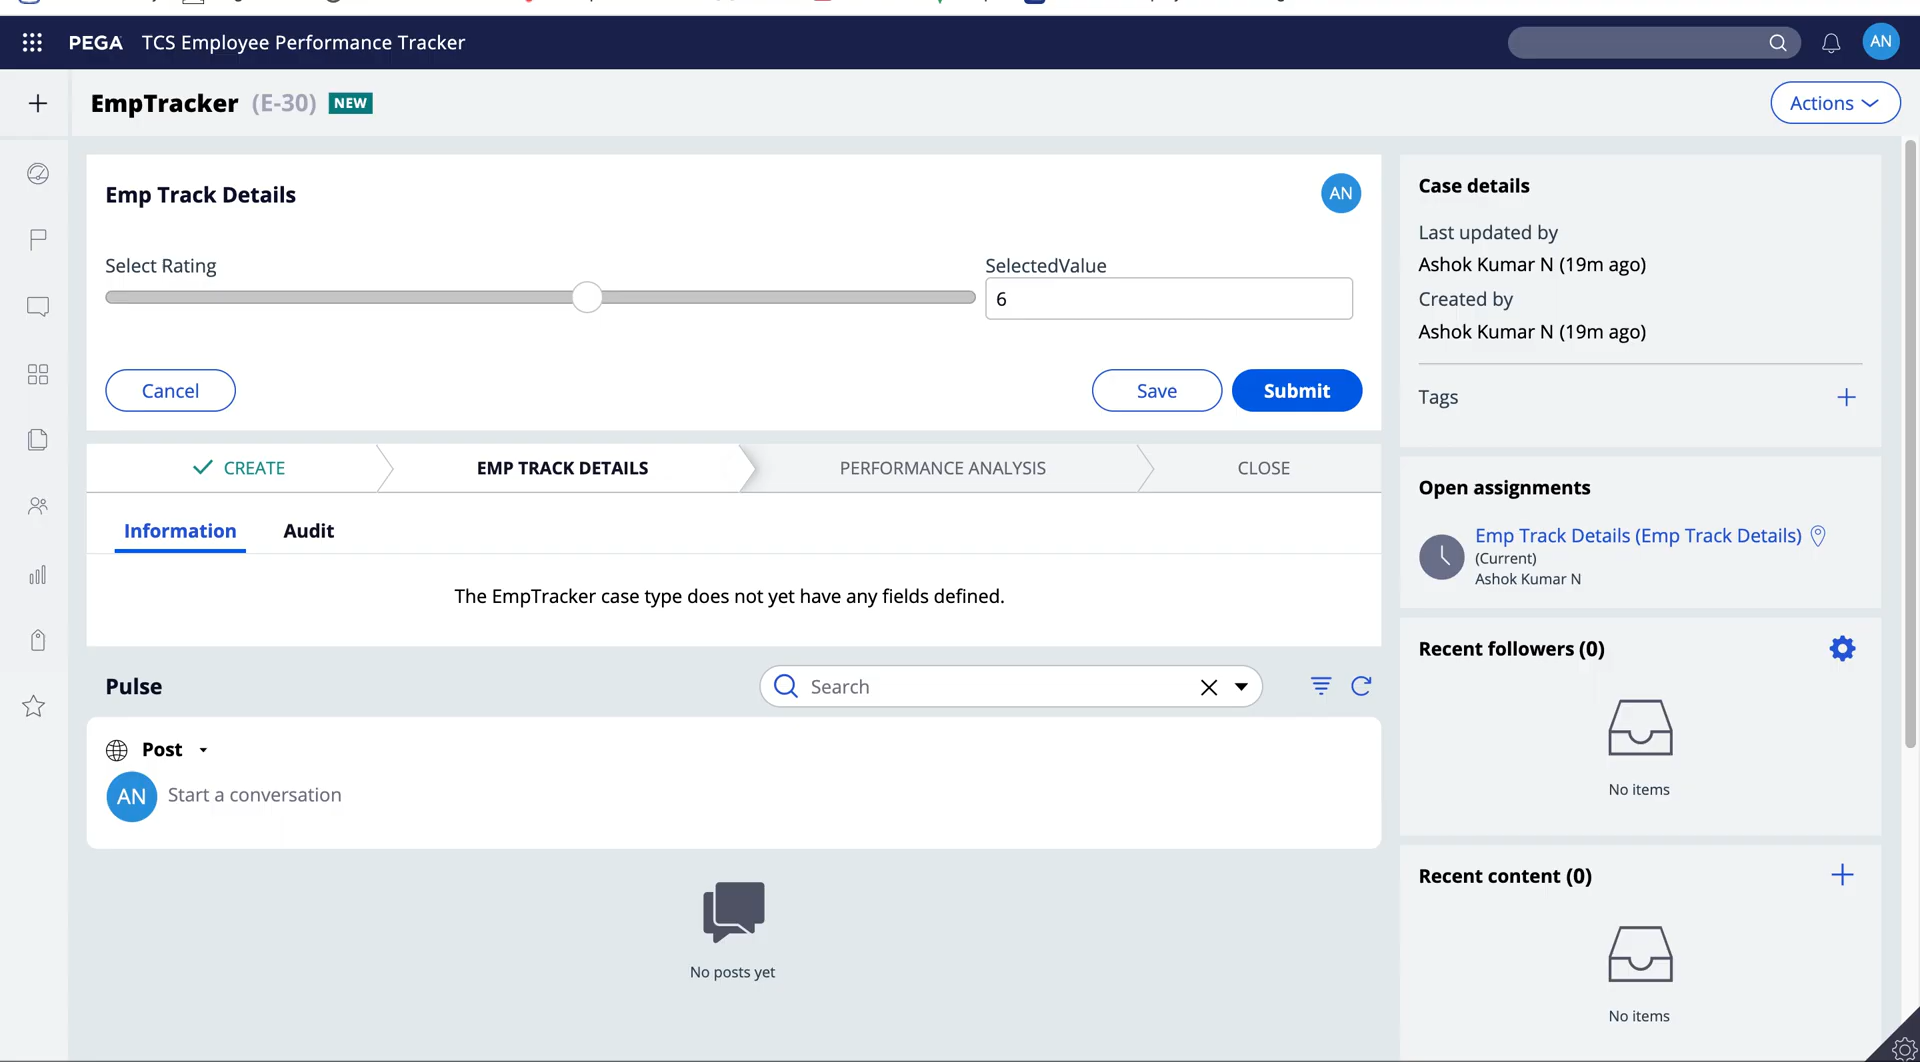 PEGA TCS Employee Performance Tracker
AN
EmpTracker (E-30) NEW
Actions
Emp Track Details
AN
Select Rating
SelectedValue
6
Cancel
Save
Submit
CREATE
EMP TRACK DETAILS
PERFORMANCE ANALYSIS
CLOSE
Information
Audit
The EmpTracker case type does not yet have any fields defined.
Pulse
Search
Post
AN
Start a conversation
No posts yet
Case details
Last updated by
Ashok Kumar N (19m ago)
Created by
Ashok Kumar N (19m ago)
Tags
Open assignments
Emp Track Details (Emp Track Details)
(Current)
Ashok Kumar N
Recent followers (0)
No items
Recent content (0)
No items